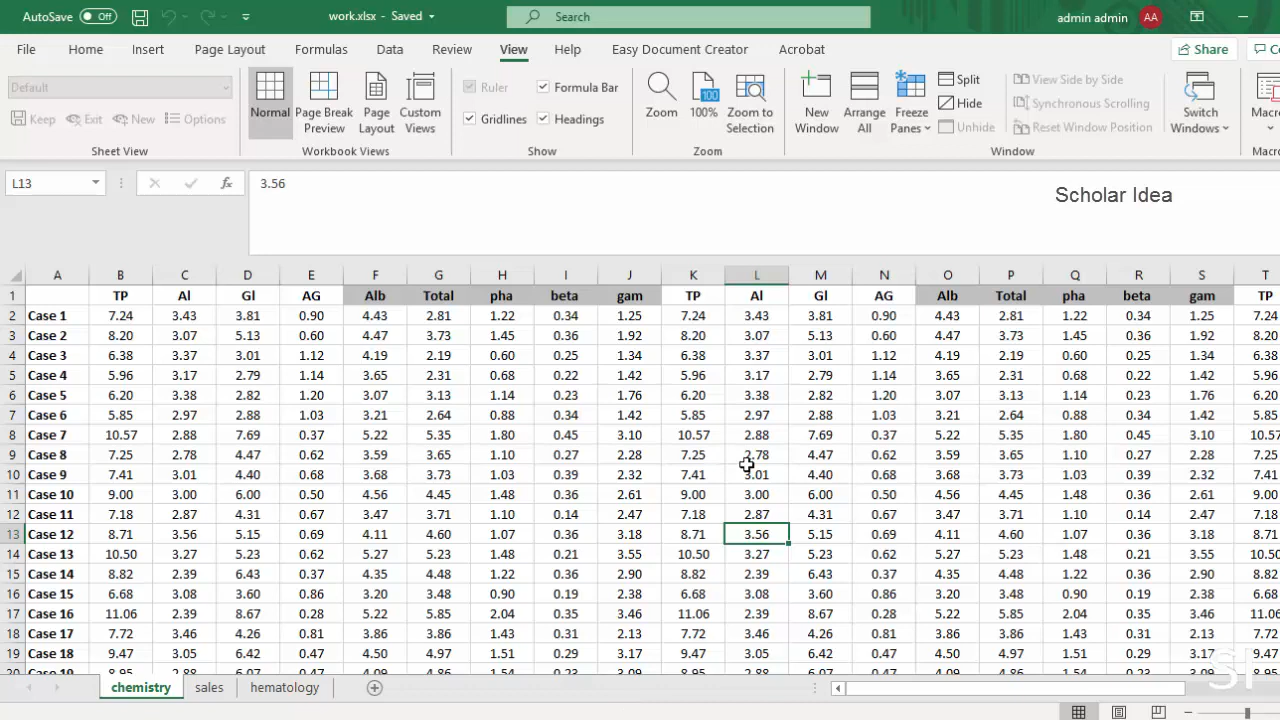 AutoSave Off work.xlsx - Saved Search admin admin AA
File Home Insert Page Layout Formulas Data Review View Help Easy Document Creator Acrobat Share
Default
Keep Exit New Options
Sheet View
Normal Page Break Preview Page Layout Custom Views
Workbook Views
Ruler Formula Bar
Gridlines Headings
Show
Zoom 100% Zoom to Selection
Zoom
New Window Arrange All Freeze Panes
Split
Hide
Unhide
View Side by Side
Synchronous Scrolling
Reset Window Position
Switch Windows
Window
L13 fx 3.56
Scholar Idea
A B C D E F G H I J K L M N O P Q R S T
1 TP Al Gl AG Alb Total pha beta gam TP Al Gl AG Alb Total pha beta gam TP
2 Case 1 7.24 3.43 3.81 0.90 4.43 2.81 1.22 0.34 1.25 7.24 3.43 3.81 0.90 4.43 2.81 1.22 0.34 1.25 7.24
3 Case 2 8.20 3.07 5.13 0.60 4.47 3.73 1.45 0.36 1.92 8.20 3.07 5.13 0.60 4.47 3.73 1.45 0.36 1.92 8.20
4 Case 3 6.38 3.37 3.01 1.12 4.19 2.19 0.60 0.25 1.34 6.38 3.37 3.01 1.12 4.19 2.19 0.60 0.25 1.34 6.38
5 Case 4 5.96 3.17 2.79 1.14 3.65 2.31 0.68 0.22 1.42 5.96 3.17 2.79 1.14 3.65 2.31 0.68 0.22 1.42 5.96
6 Case 5 6.20 3.38 2.82 1.20 3.07 3.13 1.14 0.23 1.76 6.20 3.38 2.82 1.20 3.07 3.13 1.14 0.23 1.76 6.20
7 Case 6 5.85 2.97 2.88 1.03 3.21 2.64 0.88 0.34 1.42 5.85 2.97 2.88 1.03 3.21 2.64 0.88 0.34 1.42 5.85
8 Case 7 10.57 2.88 7.69 0.37 5.22 5.35 1.80 0.45 3.10 10.57 2.88 7.69 0.37 5.22 5.35 1.80 0.45 3.10 10.57
9 Case 8 7.25 2.78 4.47 0.62 3.59 3.65 1.10 0.27 2.28 7.25 2.78 4.47 0.62 3.59 3.65 1.10 0.27 2.28 7.25
10 Case 9 7.41 3.01 4.40 0.68 3.68 3.73 1.03 0.39 2.32 7.41 3.01 4.40 0.68 3.68 3.73 1.03 0.39 2.32 7.41
11 Case 10 9.00 3.00 6.00 0.50 4.56 4.45 1.48 0.36 2.61 9.00 3.00 6.00 0.50 4.56 4.45 1.48 0.36 2.61 9.00
12 Case 11 7.18 2.87 4.31 0.67 3.47 3.71 1.10 0.14 2.47 7.18 2.87 4.31 0.67 3.47 3.71 1.10 0.14 2.47 7.18
13 Case 12 8.71 3.56 5.15 0.69 4.11 4.60 1.07 0.36 3.18 8.71 3.56 5.15 0.69 4.11 4.60 1.07 0.36 3.18 8.71
14 Case 13 10.50 3.27 5.23 0.62 5.27 5.23 1.48 0.21 3.55 10.50 3.27 5.23 0.62 5.27 5.23 1.48 0.21 3.55 10.50
15 Case 14 8.82 2.39 6.43 0.37 4.35 4.48 1.22 0.36 2.90 8.82 2.39 6.43 0.37 4.35 4.48 1.22 0.36 2.90 8.82
16 Case 15 6.68 3.08 3.60 0.86 3.20 3.48 0.90 0.19 2.38 6.68 3.08 3.60 0.86 3.20 3.48 0.90 0.19 2.38 6.68
17 Case 16 11.06 2.39 8.67 0.28 5.22 5.85 2.04 0.35 3.46 11.06 2.39 8.67 0.28 5.22 5.85 2.04 0.35 3.46 11.06
18 Case 17 7.72 3.46 4.26 0.81 3.86 3.86 1.43 0.31 2.13 7.72 3.46 4.26 0.81 3.86 3.86 1.43 0.31 2.13 7.72
19 Case 18 9.47 3.05 6.42 0.47 4.50 4.97 1.51 0.29 3.17 9.47 3.05 6.42 0.47 4.50 4.97 1.51 0.29 3.17 9.47
chemistry sales hematology